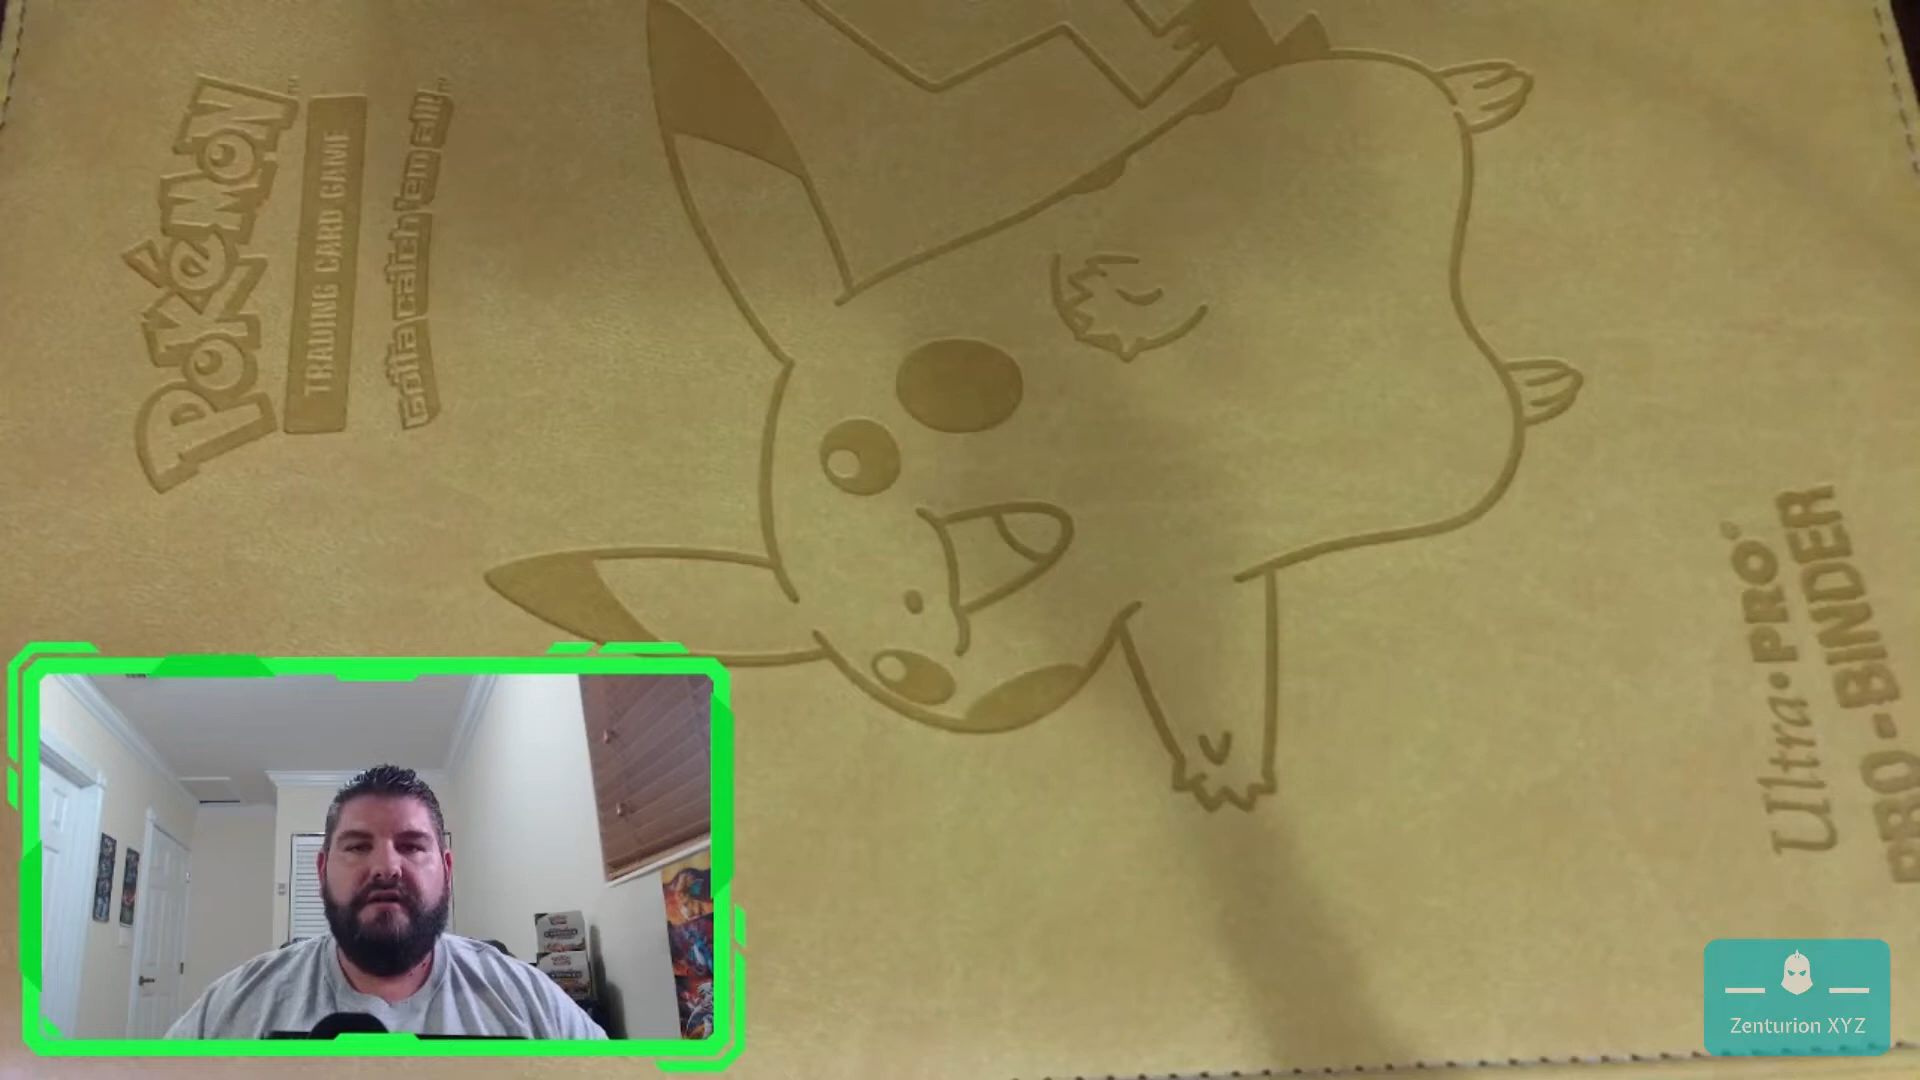 Pokémon
TRADING CARD GAME
Gotta catch 'em all!
Ultra•PRO®
PRO-BINDER
Zenturion XYZ